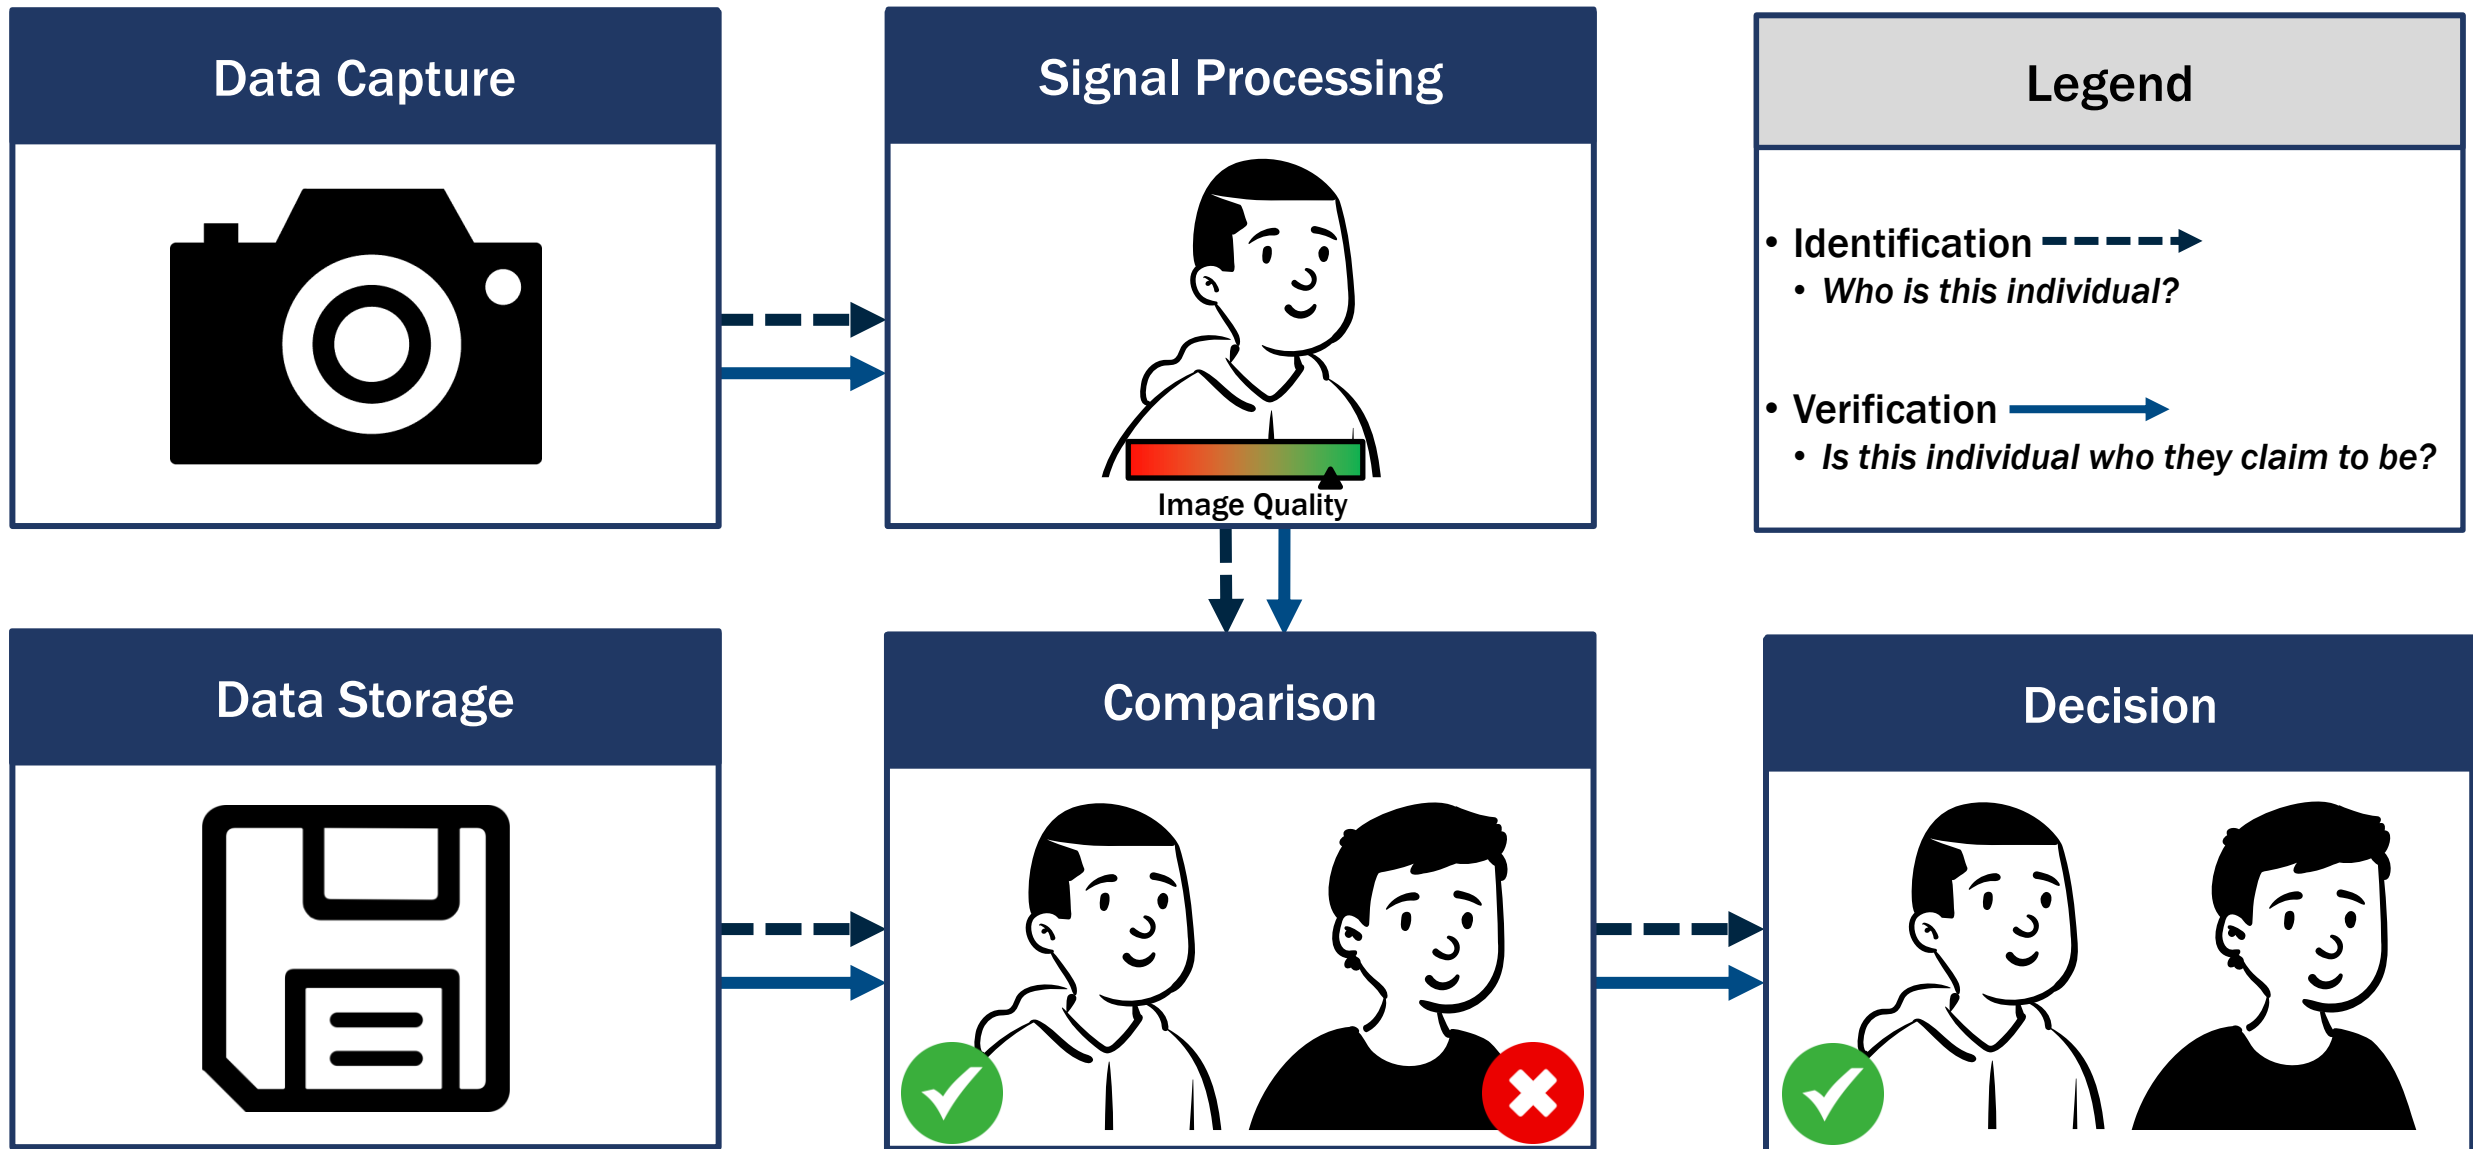 Data Capture
Signal Processing
Image Quality
Legend
• Identification
• Who is this individual?
• Verification
• Is this individual who they claim to be?
Data Storage
Comparison
Decision